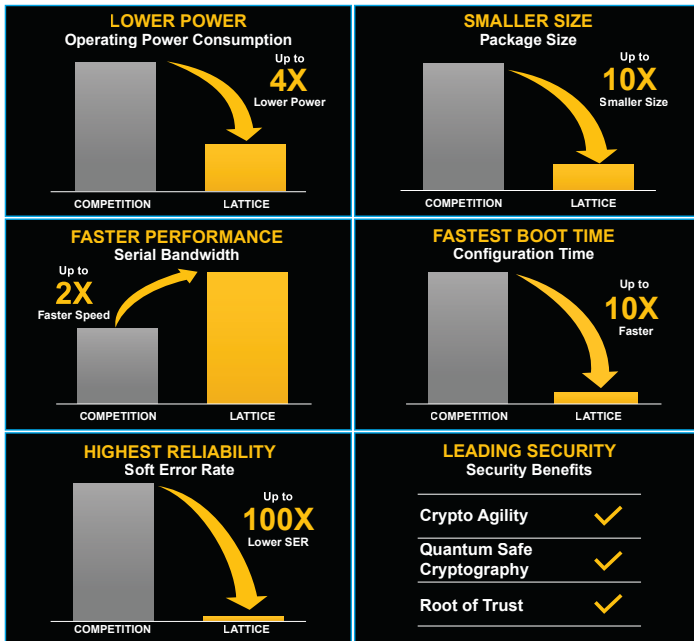 LOWER POWER
Operating Power Consumption
Up to
4X
Lower Power
COMPETITION
LATTICE
SMALLER SIZE
Package Size
Up to
10X
Smaller Size
COMPETITION
LATTICE
FASTER PERFORMANCE
Serial Bandwidth
Up to
2X
Faster Speed
COMPETITION
LATTICE
FASTEST BOOT TIME
Configuration Time
Up to
10X
Faster
COMPETITION
LATTICE
HIGHEST RELIABILITY
Soft Error Rate
Up to
100X
Lower SER
COMPETITION
LATTICE
LEADING SECURITY
Security Benefits
Crypto Agility
Quantum Safe
Cryptography
Root of Trust